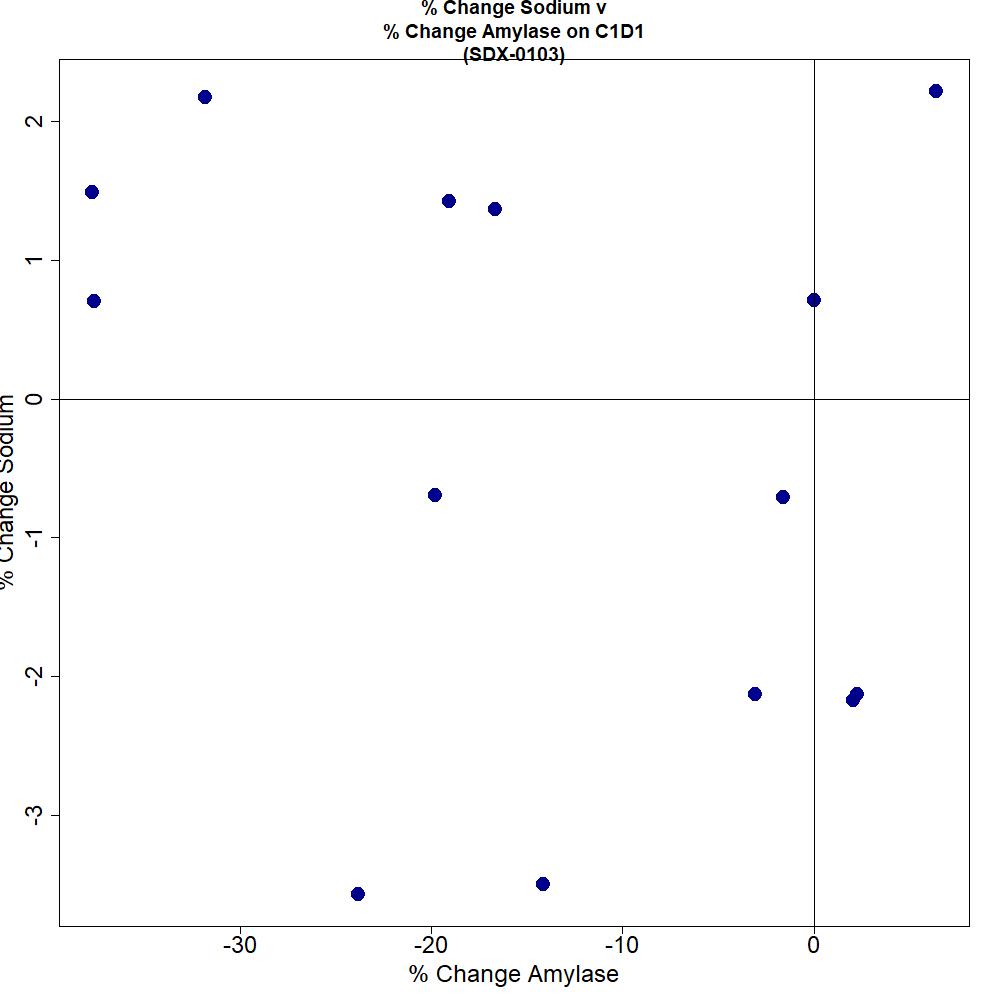 % Change Sodium v
% Change Amylase on C1D1
(SDX-0103)
% Change Sodium
2
1
0
-1
-2
-3
-30 -20 -10 0
% Change Amylase